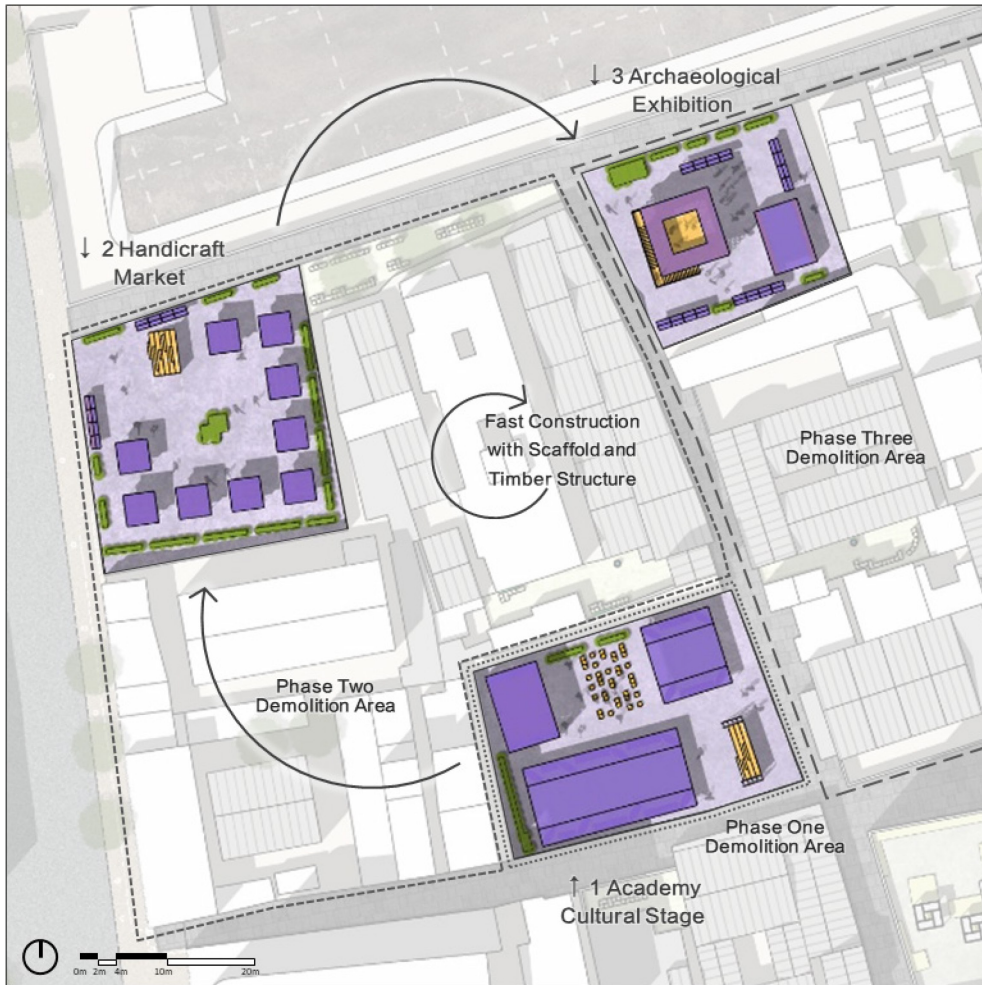 ↓ 3 Archaeological
Exhibition
↓ 2 Handicraft
Market
Fast Construction
with Scaffold and
Timber Structure
Phase Three
Demolition Area
Phase Two
Demolition Area
Phase One
Demolition Area
↑ 1 Academy
Cultural Stage
0m 2m 4m 10m 20m